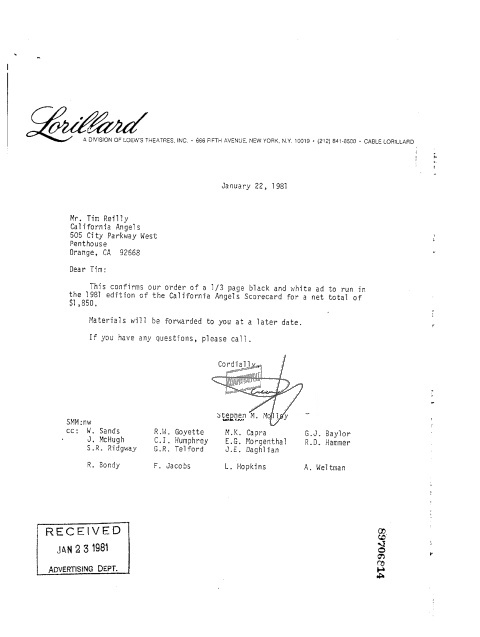 Lorillard
A DIVISION OF LOEW'S THEATRES, INC. • 666 FIFTH AVENUE, NEW YORK, N.Y. 10019 • (212) 841-8600 • CABLE LORILLARD
January 22, 1981
Mr. Tim Reilly
California Angels
505 City Parkway West
Penthouse
Orange, CA 92668
Dear Tim:
This confirms our order of a 1/3 page black and white ad to run in
the 1981 edition of the California Angels Scorecard for a net total of
$1,850.
Materials will be forwarded to you at a later date.
If you have any questions, please call.
Cordially,
Stephen M. Molloy
SMM:nw
cc: W. Sands R.W. Goyette M.K. Capra G.J. Baylor
J. McHugh C.I. Humphrey E.G. Morgenthal R.D. Hammer
S.R. Ridgway G.R. Telford J.E. Daghlian
R. Bondy F. Jacobs L. Hopkins A. Weltman
RECEIVED
JAN 23 1981
ADVERTISING DEPT.
89706814